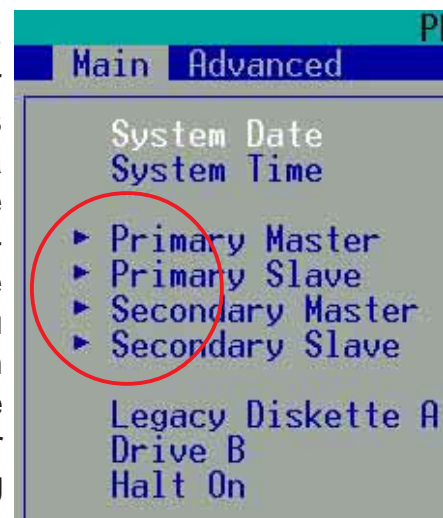 Main Advanced
System Date
System Time
► Primary Master
► Primary Slave
► Secondary Master
► Secondary Slave
Legacy Diskette A
Drive B
Halt On